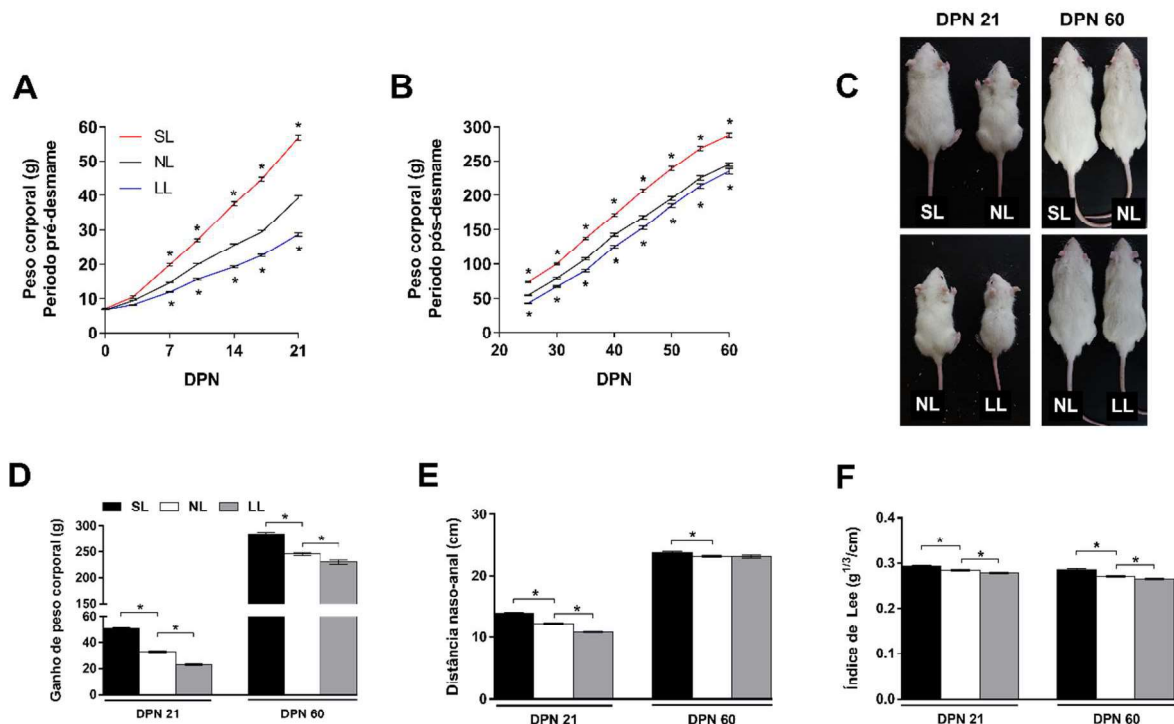 A
Peso corporal (g)
Periodo pré-desmame
60
50
40
30
20
10
0
SL
NL
LL
* * * * *
* * * * *
0 7 14 21
DPN
B
Peso corporal (g)
Periodo pós-desmame
300
250
200
150
100
50
0
* * * * * * * *
* * * * * * * *
20 30 40 50 60
DPN
C
DPN 21 DPN 60
SL NL SL NL
NL LL NL LL
D
SL NL LL
Ganho de peso corporal (g)
300
250
200
150
60
40
20
0
* *
* *
DPN 21 DPN 60
E
Distância naso-anal (cm)
30
20
10
0
* *
*
DPN 21 DPN 60
F
Índice de Lee (g1/3/cm)
0.4
0.3
0.2
0.1
0.0
* *
* *
DPN 21 DPN 60